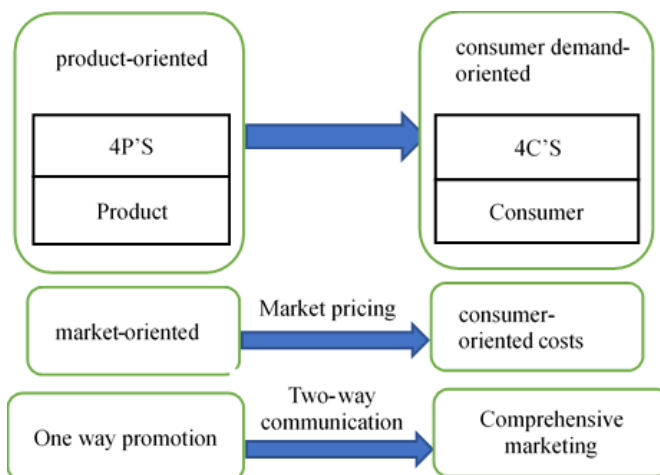 product-oriented
consumer demand-
oriented
4P'S
4C'S
Product
Consumer
Market pricing
market-oriented
consumer-
oriented costs
Two-way
communication
One way promotion
Comprehensive
marketing